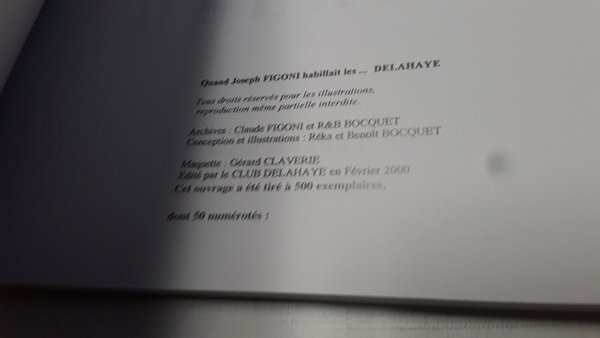 Quand Joseph FIGONI habillait les ... DELAHAYE
Tous droits réservés pour les illustrations,
reproduction même partielle interdite.
Archives : Claude FIGONI et R&B BOCQUET
Conception et illustrations : Réka et Benoît BOCQUET
Maquette : Gérard CLAVERIE
Edité par le CLUB DELAHAYE en Février 2000
Cet ouvrage a été tiré à 500 exemplaires,
dont 50 numérotés :